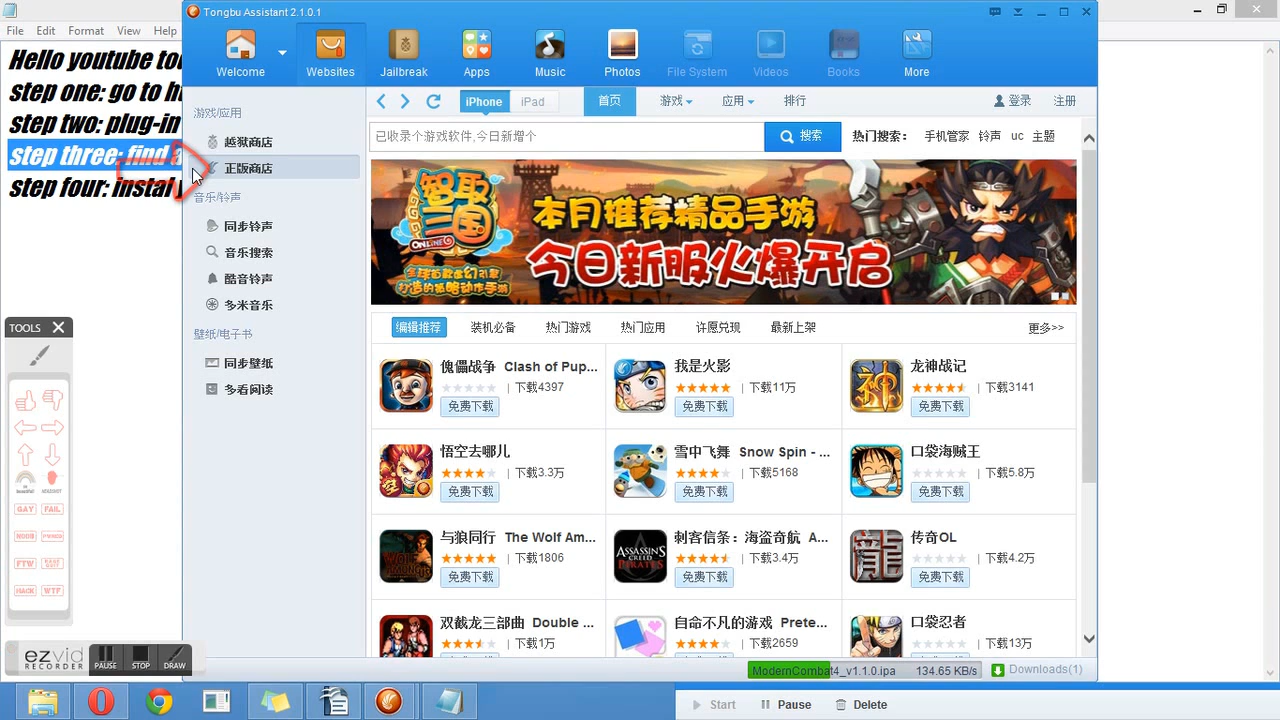 Tongbu Assistant 2.1.0.1
File Edit Format View Help
Welcome Websites Jailbreak Apps Music Photos File System Videos Books More
Hello youtube to
step one: go to h
step two: plug-in
step three: find
step four: instal
游戏/应用
越狱商店
正版商店
音乐/铃声
同步铃声
音乐搜索
酷音铃声
多米音乐
壁纸/电子书
同步壁纸
多看阅读
iPhone iPad 首页 游戏 应用 排行 登录 注册
已收录个游戏软件,今日新增个 搜索 热门搜索： 手机管家 铃声 uc 主题
智取三国
ONLINE
本月推荐精品手游
今日新服火爆开启
编辑推荐 装机必备 热门游戏 热门应用 许愿兑现 最新上架 更多>>
傀儡战争 Clash of Pup...
下载4397
免费下载
我是火影
下载11万
免费下载
龙神战记
下载3141
免费下载
悟空去哪儿
下载3.3万
免费下载
雪中飞舞 Snow Spin - ...
下载5168
免费下载
口袋海贼王
下载5.8万
免费下载
与狼同行 The Wolf Am...
下载1806
免费下载
ASSASSIN'S CREED PIRATES
刺客信条：海盗奇航 A...
下载3.4万
免费下载
传奇OL
下载4.2万
免费下载
双截龙三部曲 Double ...
下载1万
自命不凡的游戏 Prete...
下载2659
口袋忍者
下载13万
ModernCombat4_v1.1.0.ipa 134.65 KB/s Downloads(1)
TOOLS
GAY FAIL
FTW
HACK WTF
ezvid
RECORDER
PAUSE STOP DRAW
Start Pause Delete